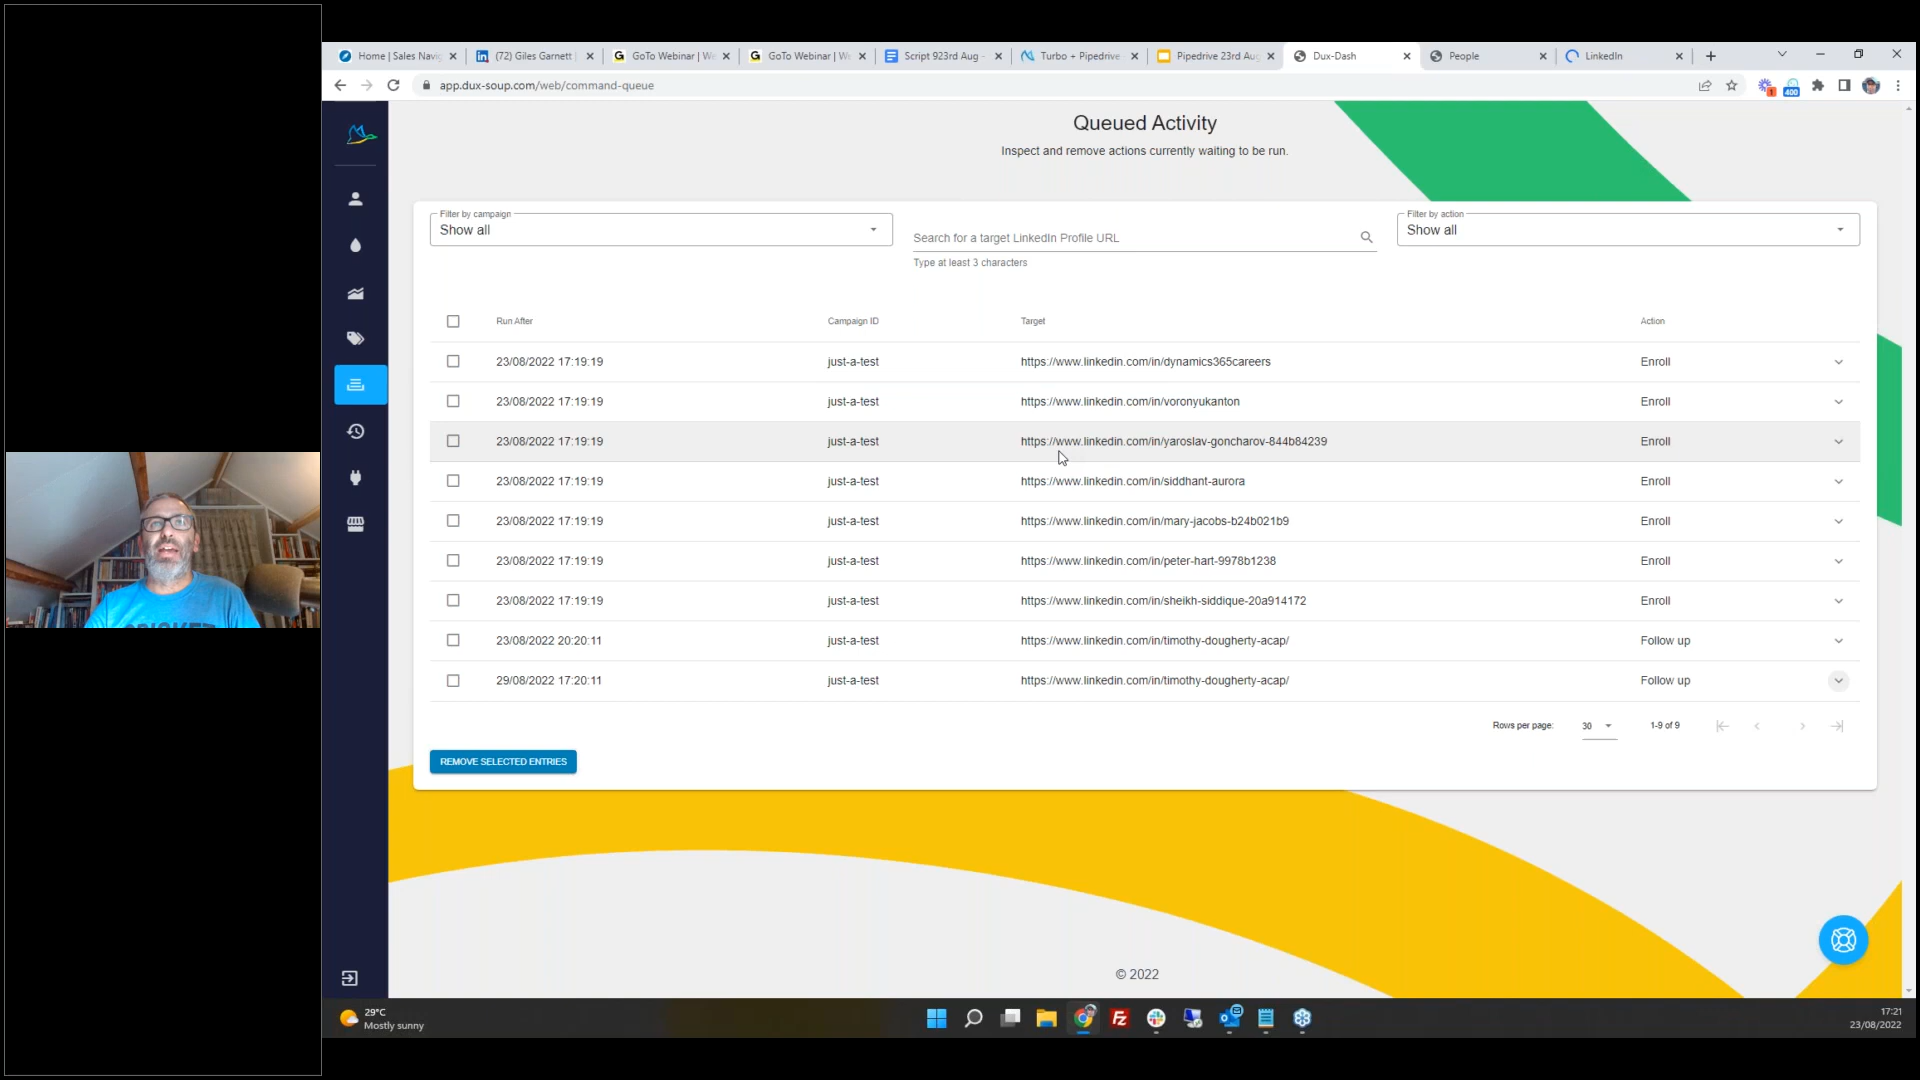 Home | Sales Navig
(72) Giles Garnett |
GoTo Webinar | We
GoTo Webinar | We
Script 923rd Aug -
Turbo + Pipedrive
Pipedrive 23rd Aug
Dux-Dash
People
LinkedIn
app.dux-soup.com/web/command-queue
1
400
Queued Activity
Inspect and remove actions currently waiting to be run.
Filter by campaign
Show all
Search for a target LinkedIn Profile URL
Type at least 3 characters
Filter by action
Show all
Run After Campaign ID Target Action
23/08/2022 17:19:19 just-a-test https://www.linkedin.com/in/dynamics365careers Enroll
23/08/2022 17:19:19 just-a-test https://www.linkedin.com/in/voronyukanton Enroll
23/08/2022 17:19:19 just-a-test https://www.linkedin.com/in/yaroslav-goncharov-844b84239 Enroll
23/08/2022 17:19:19 just-a-test https://www.linkedin.com/in/siddhant-aurora Enroll
23/08/2022 17:19:19 just-a-test https://www.linkedin.com/in/mary-jacobs-b24b021b9 Enroll
23/08/2022 17:19:19 just-a-test https://www.linkedin.com/in/peter-hart-9978b1238 Enroll
23/08/2022 17:19:19 just-a-test https://www.linkedin.com/in/sheikh-siddique-20a914172 Enroll
23/08/2022 20:20:11 just-a-test https://www.linkedin.com/in/timothy-dougherty-acap/ Follow up
29/08/2022 17:20:11 just-a-test https://www.linkedin.com/in/timothy-dougherty-acap/ Follow up
Rows per page: 30 1-9 of 9
REMOVE SELECTED ENTRIES
© 2022
29°C
Mostly sunny
17:21
23/08/2022